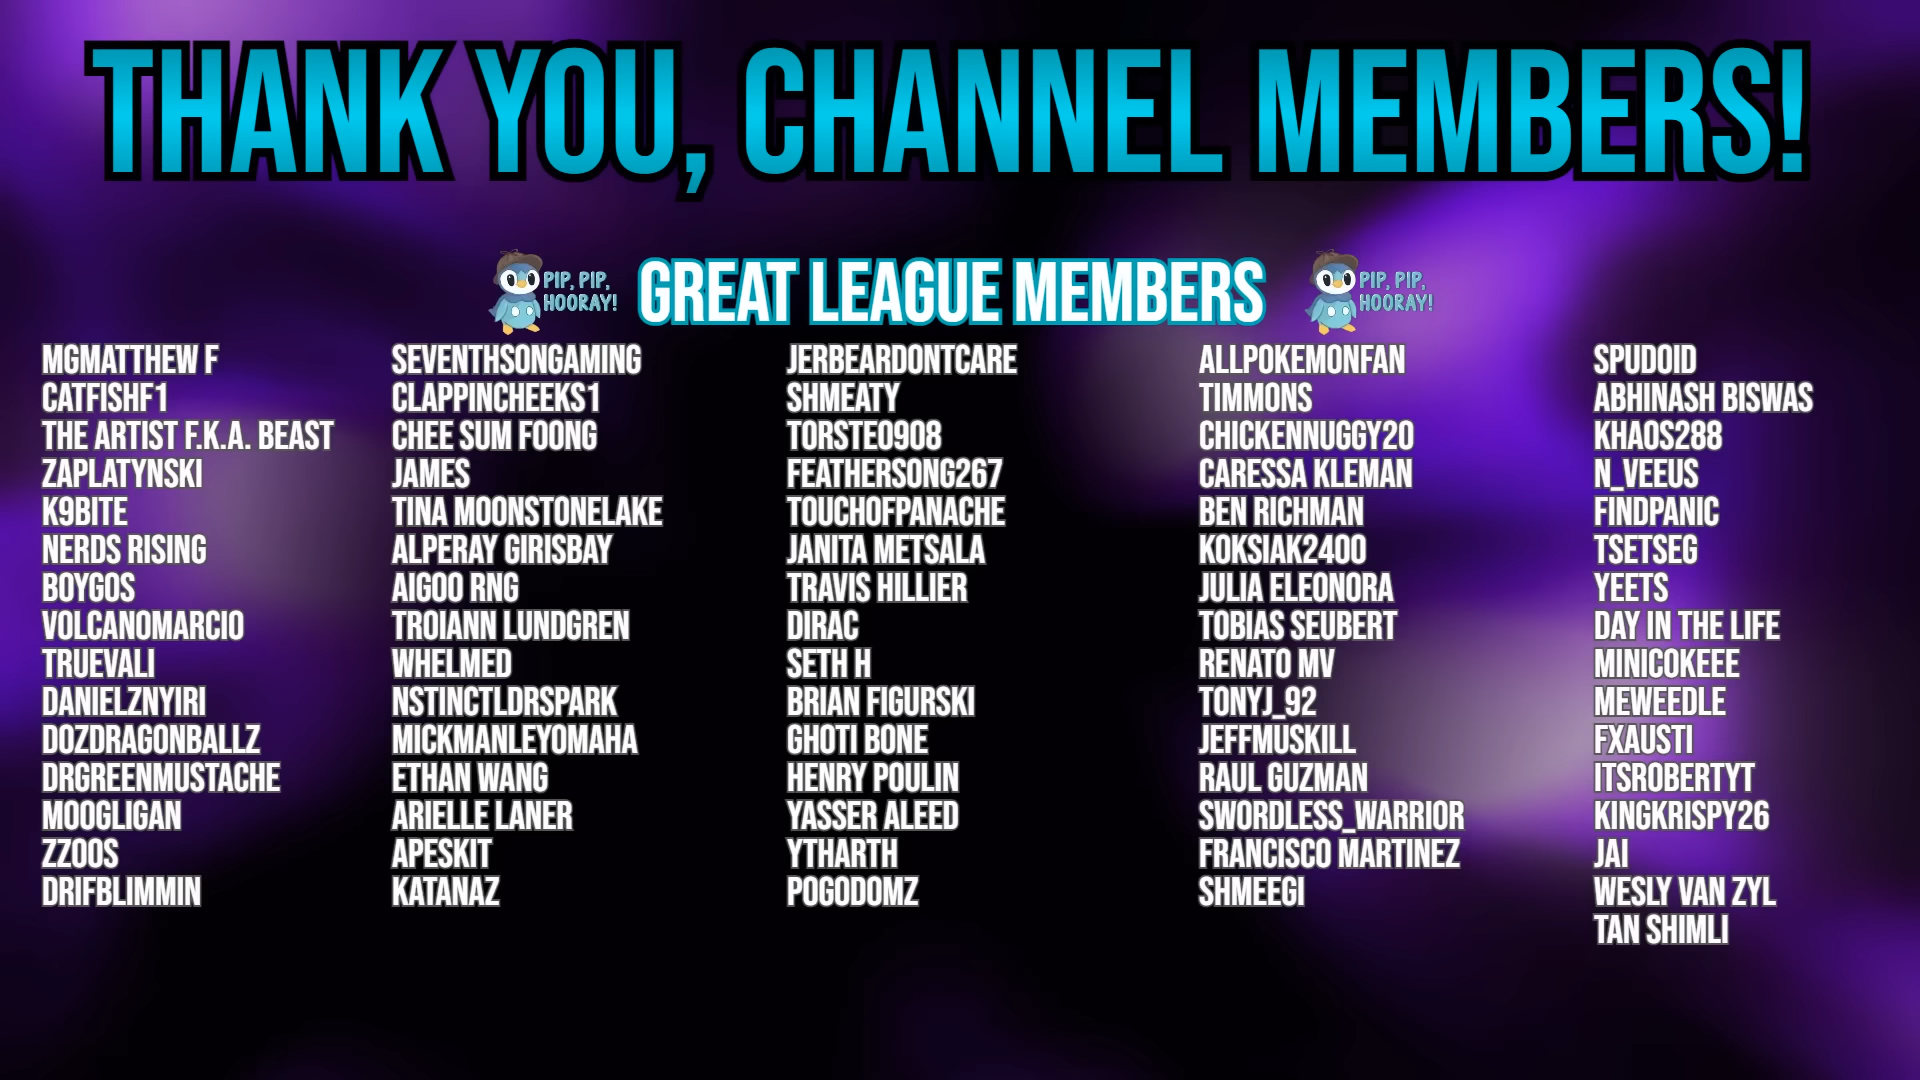 THANK YOU, CHANNEL MEMBERS!
PIP, PIP,
HOORAY!
GREAT LEAGUE MEMBERS
PIP, PIP,
HOORAY!
MGMATTHEW F
CATFISHF1
THE ARTIST F.K.A. BEAST
ZAPLATYNSKI
K9BITE
NERDS RISING
BOYGOS
VOLCANOMARCIO
TRUEVALI
DANIELZNYIRI
DOZDRAGONBALLZ
DRGREENMUSTACHE
MOOGLIGAN
ZZOOS
DRIFBLIMMIN
SEVENTHSONGAMING
CLAPPINCHEEKS1
CHEE SUM FOONG
JAMES
TINA MOONSTONELAKE
ALPERAY GIRISBAY
AIGOO RNG
TROIANN LUNDGREN
WHELMED
NSTINCTLDRSPARK
MICKMANLEYOMAHA
ETHAN WANG
ARIELLE LANER
APESKIT
KATANAZ
JERBEARDONTCARE
SHMEATY
TORSTE0908
FEATHERSONG267
TOUCHOFPANACHE
JANITA METSALA
TRAVIS HILLIER
DIRAC
SETH H
BRIAN FIGURSKI
GHOTI BONE
HENRY POULIN
YASSER ALEED
YTHARTH
POGODOMZ
ALLPOKEMONFAN
TIMMONS
CHICKENNUGGY20
CARESSA KLEMAN
BEN RICHMAN
KOKSIAK2400
JULIA ELEONORA
TOBIAS SEUBERT
RENATO MV
TONYJ_92
JEFFMUSKILL
RAUL GUZMAN
SWORDLESS_WARRIOR
FRANCISCO MARTINEZ
SHMEEGI
SPUDOID
ABHINASH BISWAS
KHAOS288
N_VEEUS
FINDPANIC
TSETSEG
YEETS
DAY IN THE LIFE
MINICOKEEE
MEWEEDLE
FXAUSTI
ITSROBERTYT
KINGKRISPY26
JAI
WESLY VAN ZYL
TAN SHIMLI